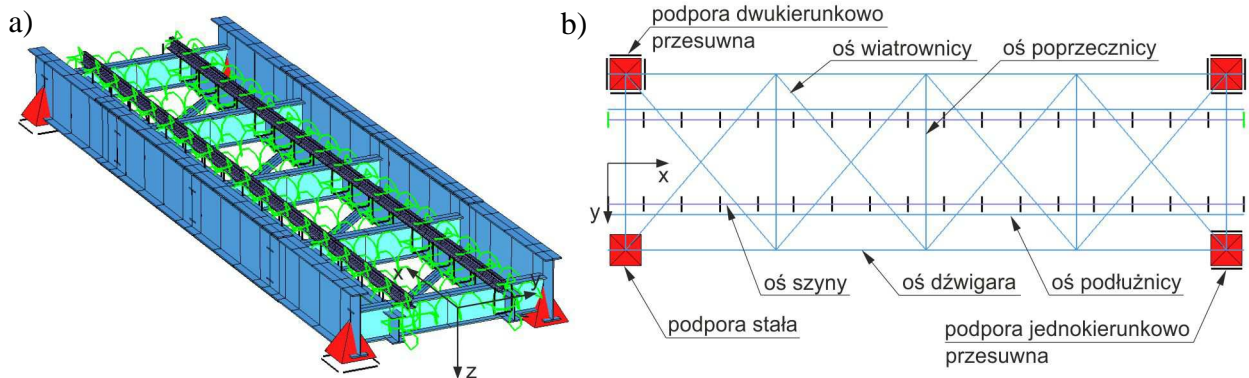 a)
x
y
z
b)
podpora dwukierunkowo
przesuwna
oś wiatrownicy
oś poprzecznicy
x
y
oś szyny
oś dźwigara
oś podłużnicy
podpora stała
podpora jednokierunkowo
przesuwna